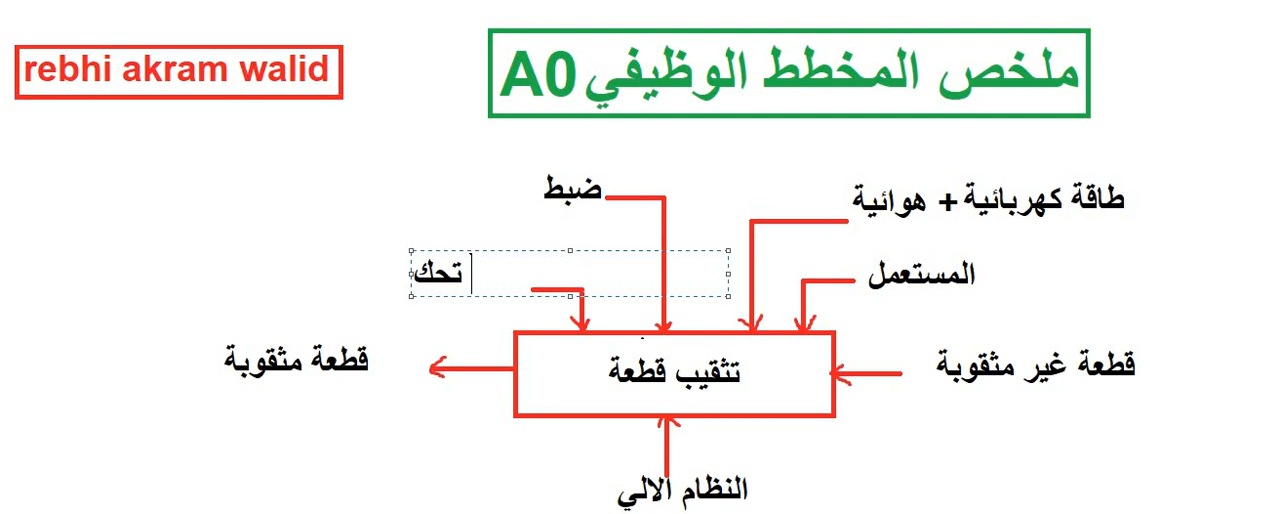 rebhi akram walid
ملخص المخطط الوظيفي A0
طاقة كهربائية + هوائية
ضبط
المستعمل
تحك
قطعة غير مثقوبة
تثقيب قطعة
قطعة مثقوبة
النظام الالي